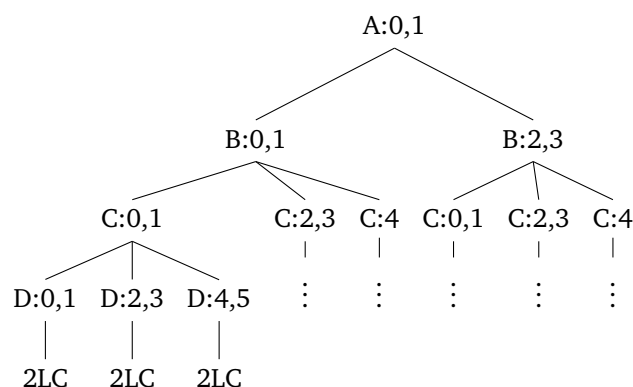 A:0,1
B:0,1 B:2,3
C:0,1 C:2,3 C:4 C:0,1 C:2,3 C:4
D:0,1 D:2,3 D:4,5 ⋮ ⋮ ⋮ ⋮ ⋮
2LC 2LC 2LC